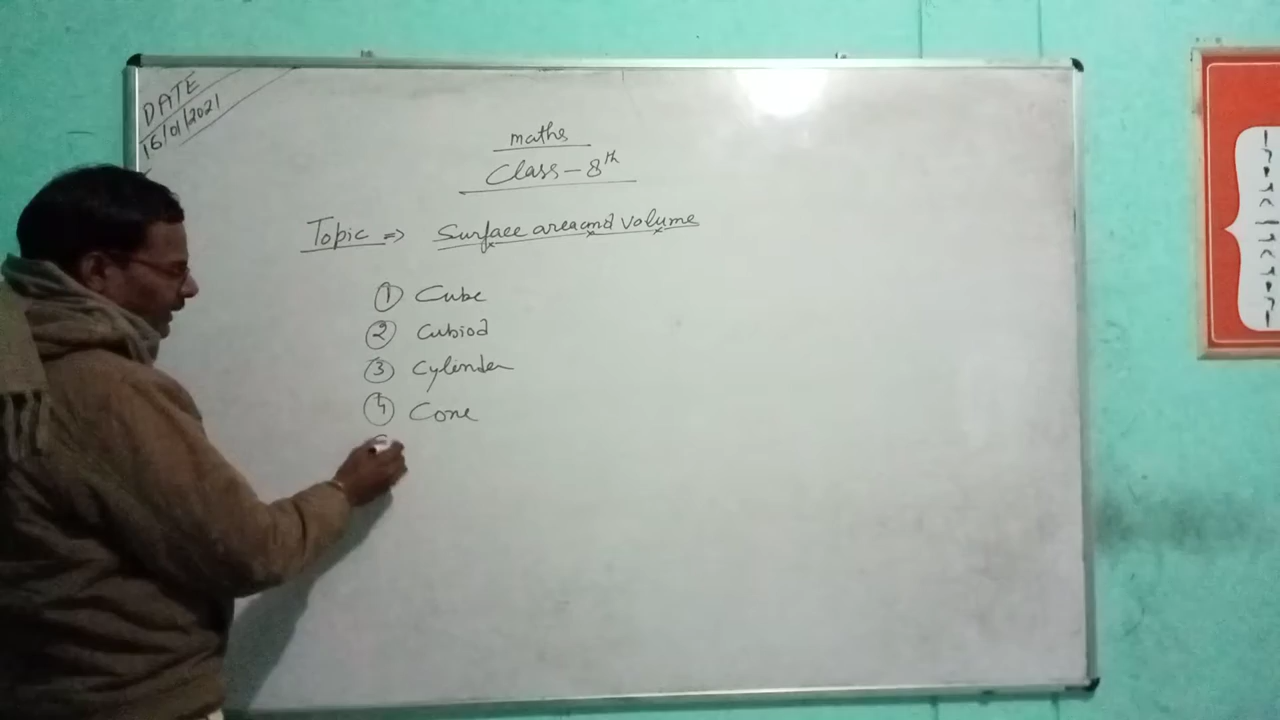 DATE
16/01/2021
maths
Class - 8th
Topic => Surface area and volume
① Cube
② Cubiod
③ Cylinder
④ Cone